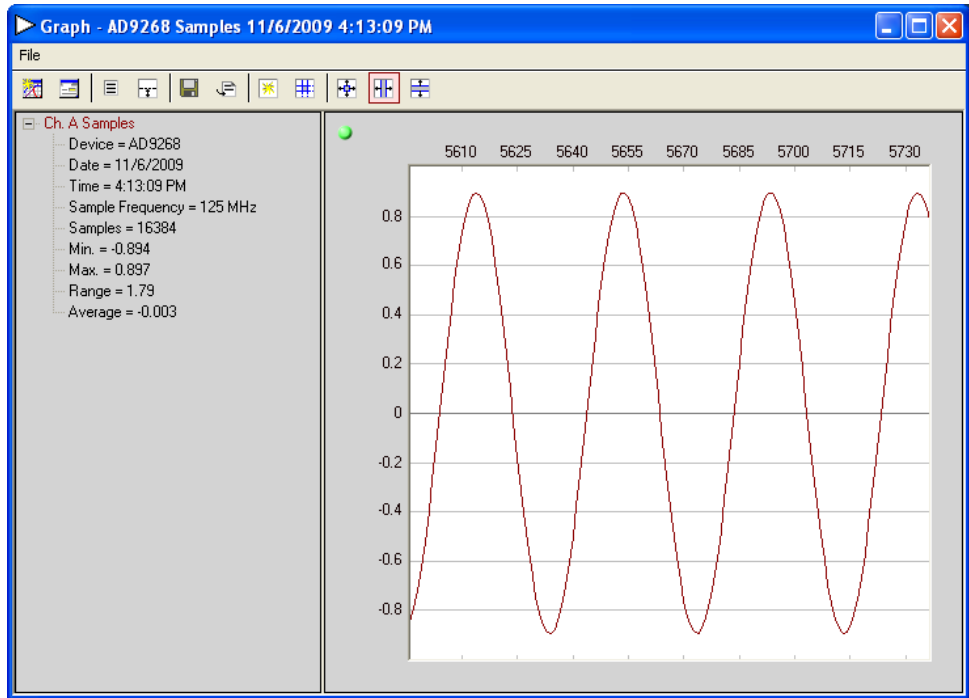 Graph - AD9268 Samples 11/6/2009 4:13:09 PM
File
Ch. A Samples
Device = AD9268
Date = 11/6/2009
Time = 4:13:09 PM
Sample Frequency = 125 MHz
Samples = 16384
Min. = -0.894
Max. = 0.897
Range = 1.79
Average = -0.003
5610 5625 5640 5655 5670 5685 5700 5715 5730
0.8
0.6
0.4
0.2
0
-0.2
-0.4
-0.6
-0.8